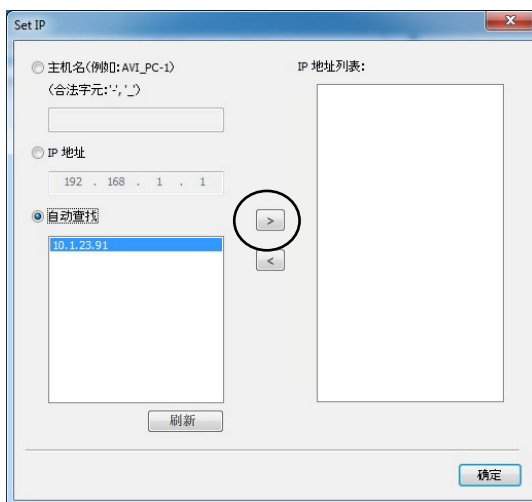 Set IP
主机名(例如:AVI_PC-1)
(合法字元:'-','_')
IP 地址
192 . 168 . 1 . 1
自动查找
10.1.23.91
刷新
>
<
IP 地址列表:
确定